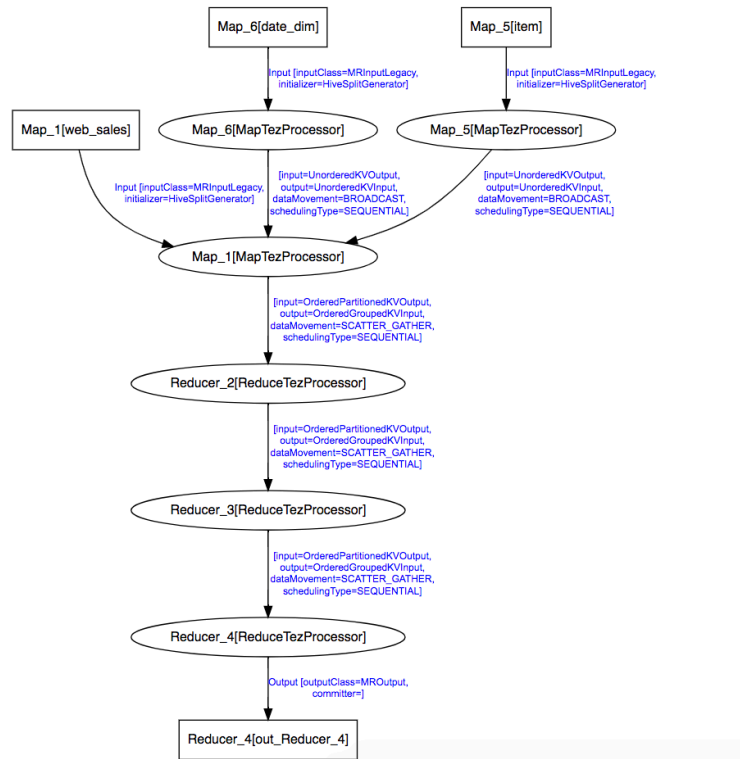 Map_6[date_dim]
Map_5[item]
Input [inputClass=MRInputLegacy,
initializer=HiveSplitGenerator]
Input [inputClass=MRInputLegacy,
initializer=HiveSplitGenerator]
Map_1[web_sales]
Map_6[MapTezProcessor]
Map_5[MapTezProcessor]
Input [inputClass=MRInputLegacy,
initializer=HiveSplitGenerator]
[input=UnorderedKVOutput,
output=UnorderedKVInput,
dataMovement=BROADCAST,
schedulingType=SEQUENTIAL]
[input=UnorderedKVOutput,
output=UnorderedKVInput,
dataMovement=BROADCAST,
schedulingType=SEQUENTIAL]
Map_1[MapTezProcessor]
[input=OrderedPartitionedKVOutput,
output=OrderedGroupedKVInput,
dataMovement=SCATTER_GATHER,
schedulingType=SEQUENTIAL]
Reducer_2[ReduceTezProcessor]
[input=OrderedPartitionedKVOutput,
output=OrderedGroupedKVInput,
dataMovement=SCATTER_GATHER,
schedulingType=SEQUENTIAL]
Reducer_3[ReduceTezProcessor]
[input=OrderedPartitionedKVOutput,
output=OrderedGroupedKVInput,
dataMovement=SCATTER_GATHER,
schedulingType=SEQUENTIAL]
Reducer_4[ReduceTezProcessor]
Output [outputClass=MROutput,
committer=]
Reducer_4[out_Reducer_4]